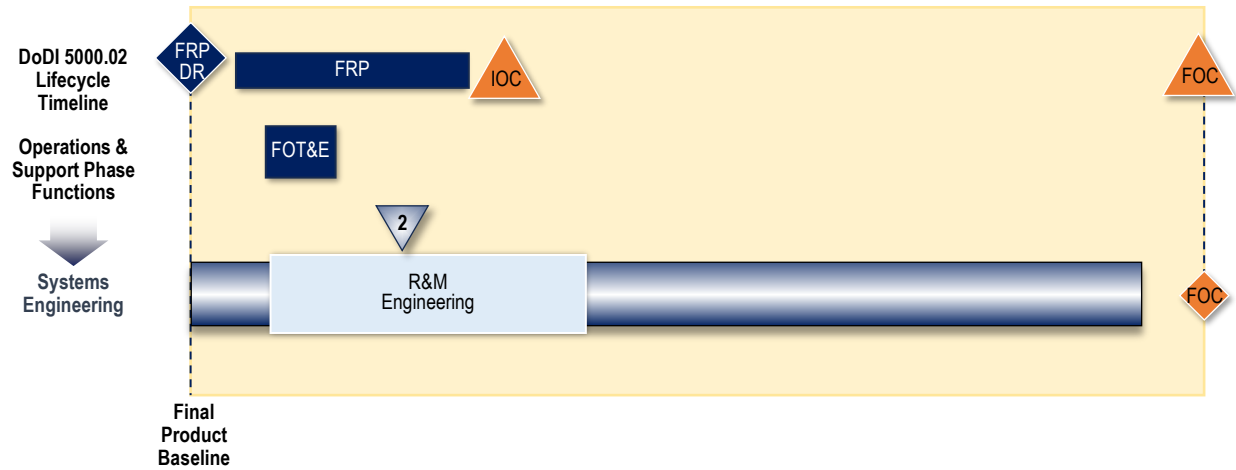 FRP
DR
DoDI 5000.02
Lifecycle
Timeline
FRP
IOC
FOC
Operations &
Support Phase
Functions
FOT&E
2
Systems
Engineering
R&M
Engineering
FOC
Final
Product
Baseline